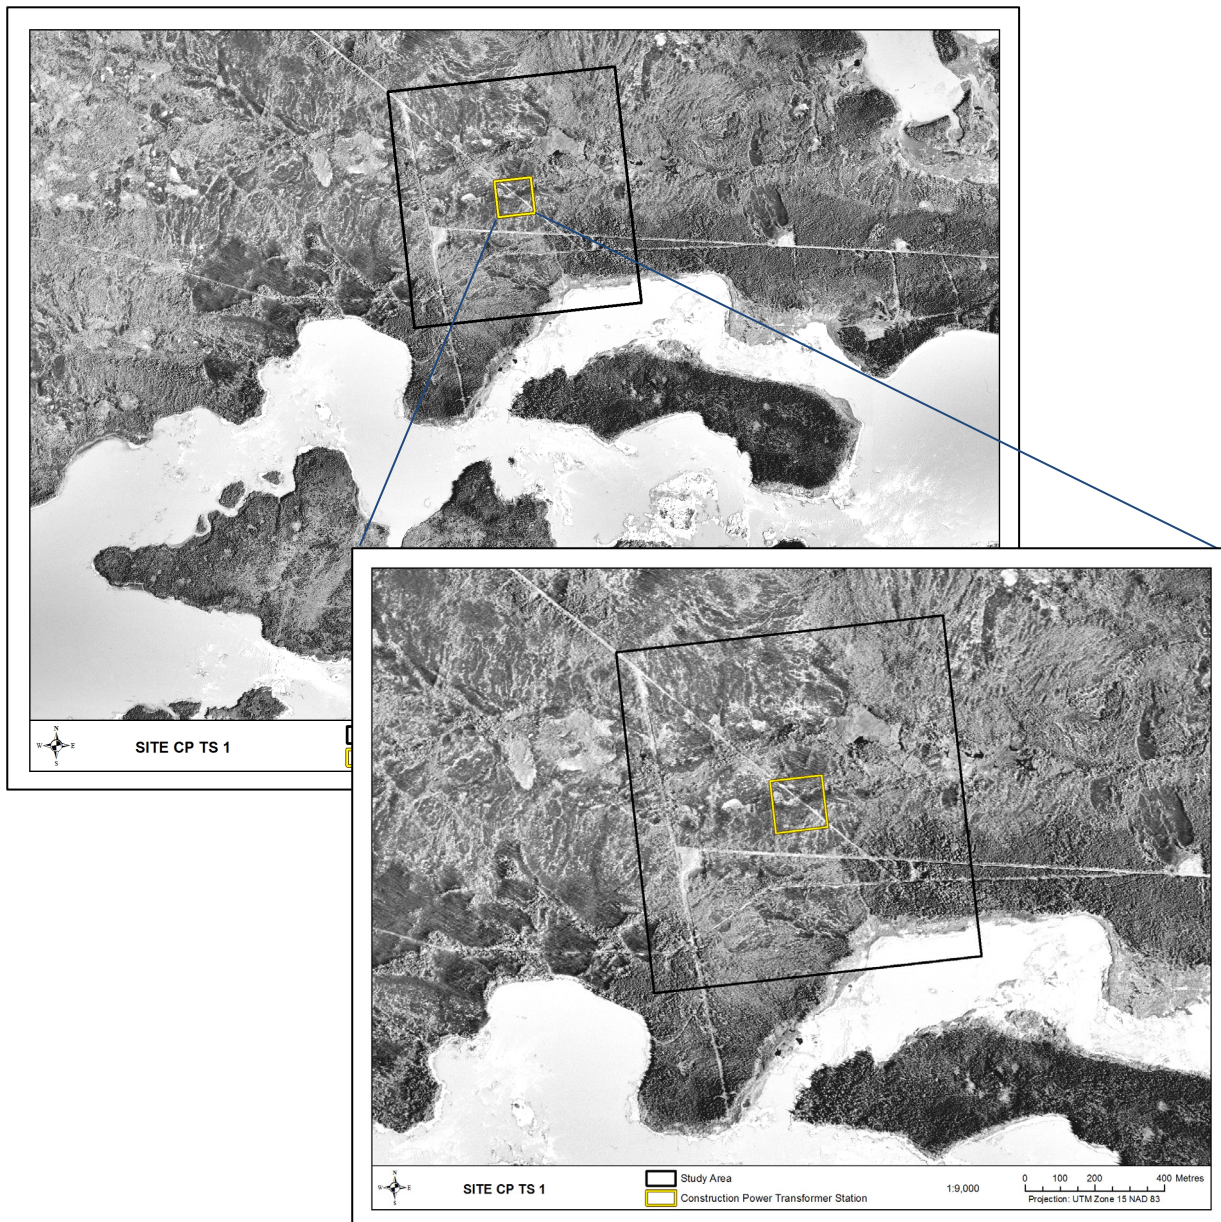 N
W E
S
SITE CP TS 1
N
W E
S
SITE CP TS 1
Study Area
Construction Power Transformer Station
1:9,000
0 100 200 400 Metres
Projection: UTM Zone 15 NAD 83